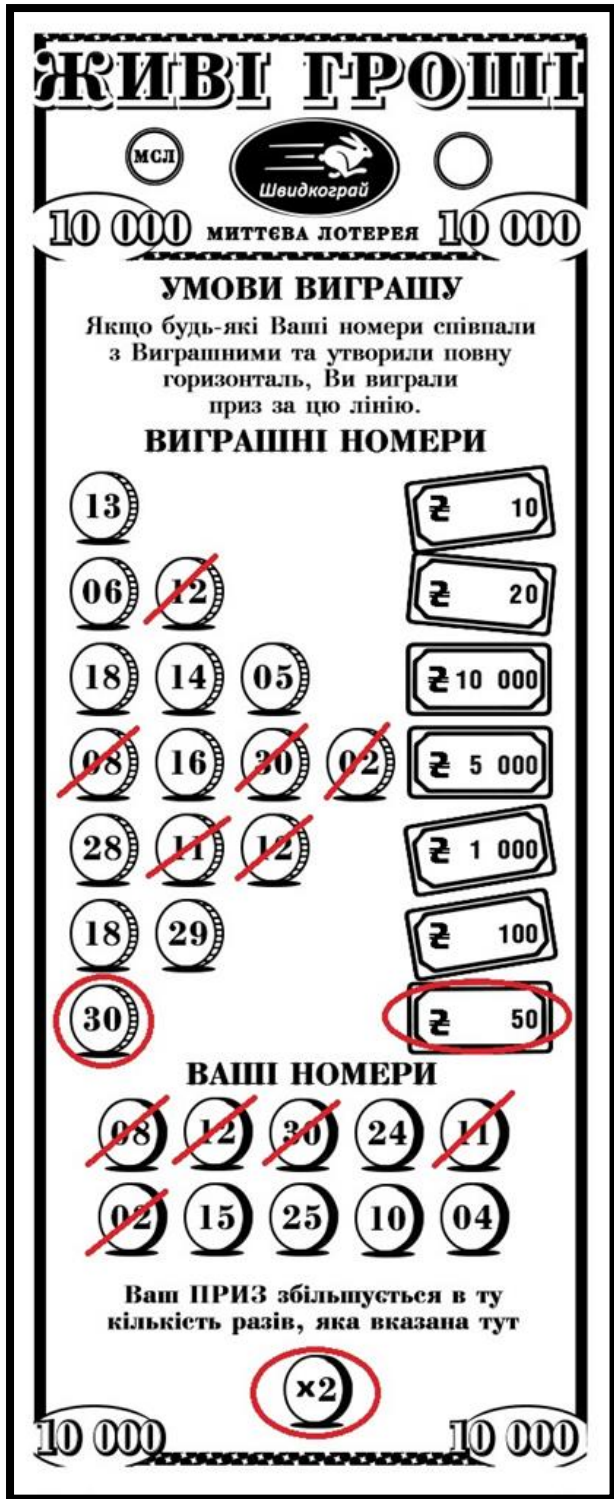 ЖИВІ ГРОШІ
МСЛ
Швидкограй
10 000 МИТТЄВА ЛОТЕРЕЯ 10 000
УМОВИ ВИГРАШУ
Якщо будь-які Ваші номери співпали
з Виграшними та утворили повну
горизонталь, Ви виграли
приз за цю лінію.
ВИГРАШНІ НОМЕРИ
13 ₴ 10
06 12 ₴ 20
18 14 05 ₴ 10 000
08 16 30 02 ₴ 5 000
28 11 12 ₴ 1 000
18 29 ₴ 100
30 ₴ 50
ВАШІ НОМЕРИ
08 12 30 24 11
02 15 25 10 04
Ваш ПРИЗ збільшується в ту
кількість разів, яка вказана тут
x2
10 000 10 000